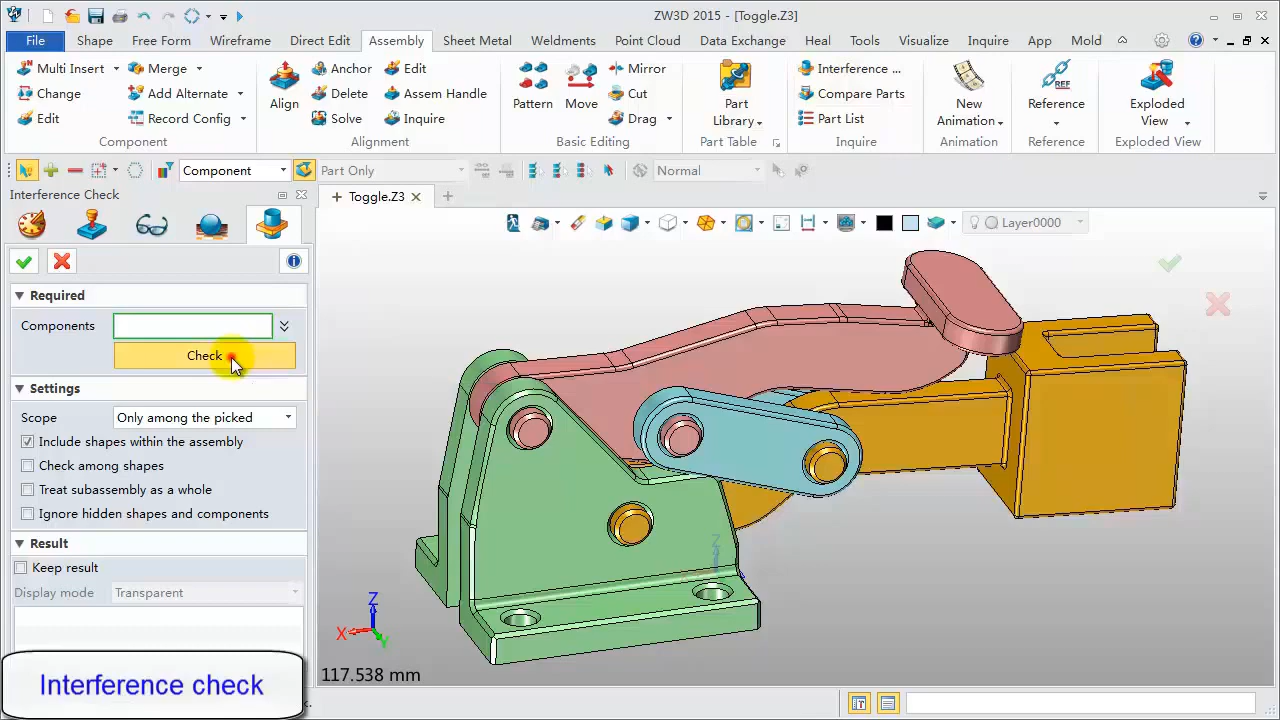 ZW3D 2015 - [Toggle.Z3]
File Shape Free Form Wireframe Direct Edit Assembly Sheet Metal Weldments Point Cloud Data Exchange Heal Tools Visualize Inquire App Mold
Multi Insert Merge Anchor Edit Mirror Interference ...
Change Add Alternate Delete Assem Handle Cut Compare Parts
Edit Record Config Align Solve Inquire Pattern Move Drag Part Library Part List New Animation Reference REF Exploded View
Component Alignment Basic Editing Part Table Inquire Animation Reference Exploded View
Component Part Only Normal
Interference Check
Toggle.Z3
Layer0000
Required
Components
Check
Settings
Scope Only among the picked
Include shapes within the assembly
Check among shapes
Treat subassembly as a whole
Ignore hidden shapes and components
Result
Keep result
Display mode Transparent
Z
Z
X
Y
117.538 mm
Interference check